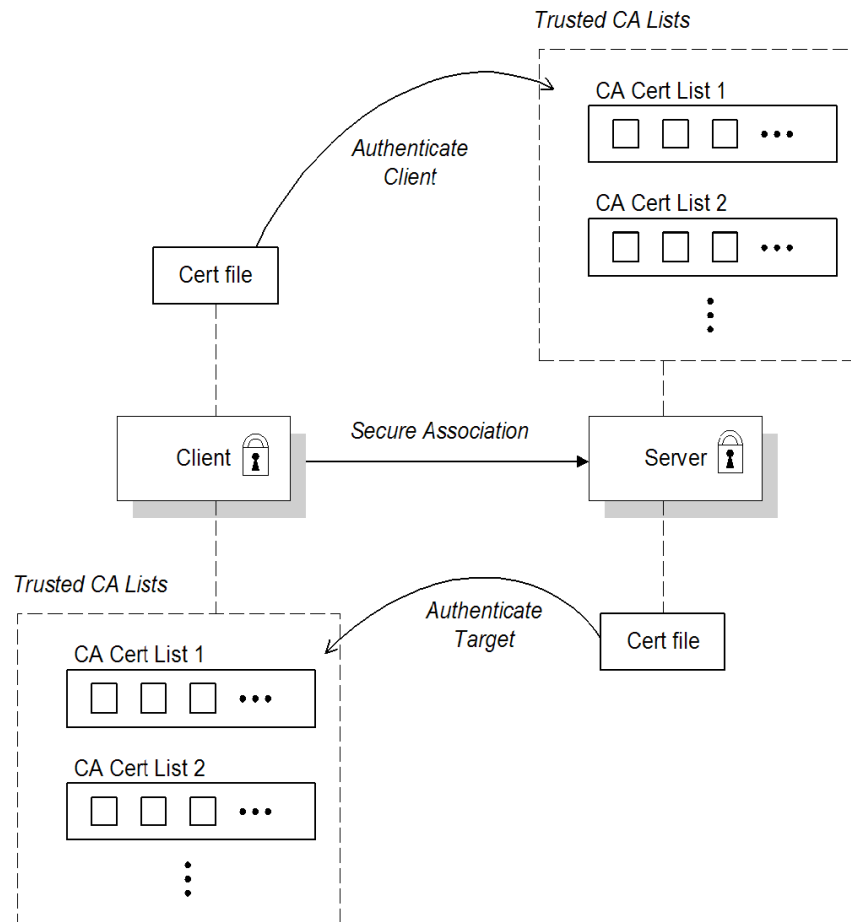 Trusted CA Lists
CA Cert List 1
Authenticate
Client
CA Cert List 2
Cert file
Secure Association
Client
Server
Trusted CA Lists
Authenticate
Target
Cert file
CA Cert List 1
CA Cert List 2